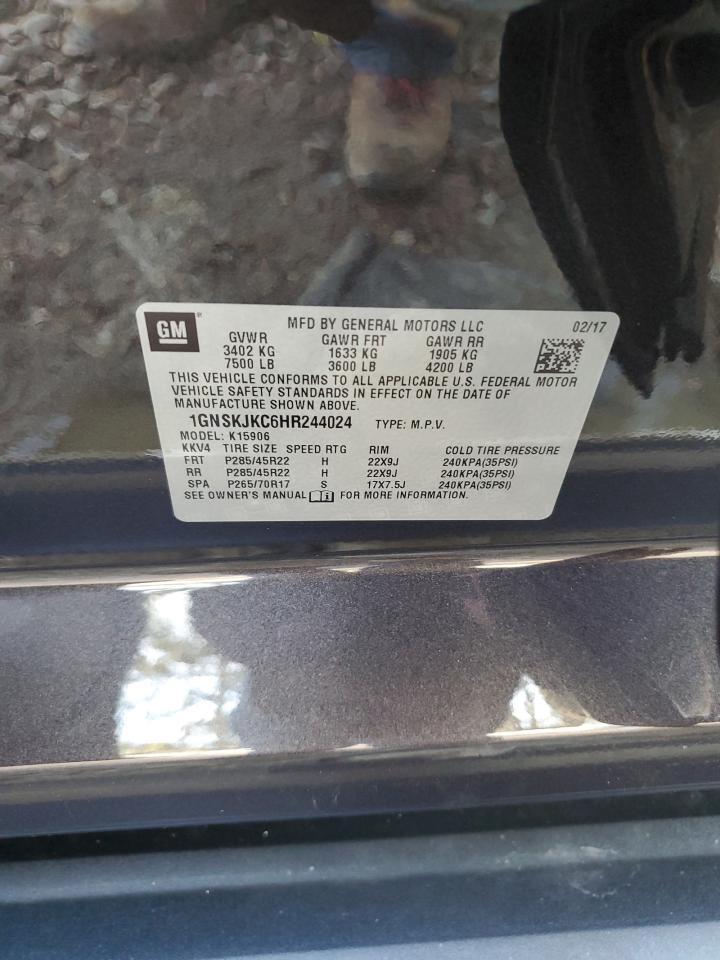 GM
MFD BY GENERAL MOTORS LLC 02/17
GVWR GAWR FRT GAWR RR
3402 KG 1633 KG 1905 KG
7500 LB 3600 LB 4200 LB
THIS VEHICLE CONFORMS TO ALL APPLICABLE U.S. FEDERAL MOTOR
VEHICLE SAFETY STANDARDS IN EFFECT ON THE DATE OF
MANUFACTURE SHOWN ABOVE.
1GNSKJKC6HR244024 TYPE: M.P.V.
MODEL: K15906
KKV4 TIRE SIZE SPEED RTG RIM COLD TIRE PRESSURE
FRT P285/45R22 H 22X9J 240KPA(35PSI)
RR P285/45R22 H 22X9J 240KPA(35PSI)
SPA P265/70R17 S 17X7.5J 240KPA(35PSI)
SEE OWNER'S MANUAL FOR MORE INFORMATION.